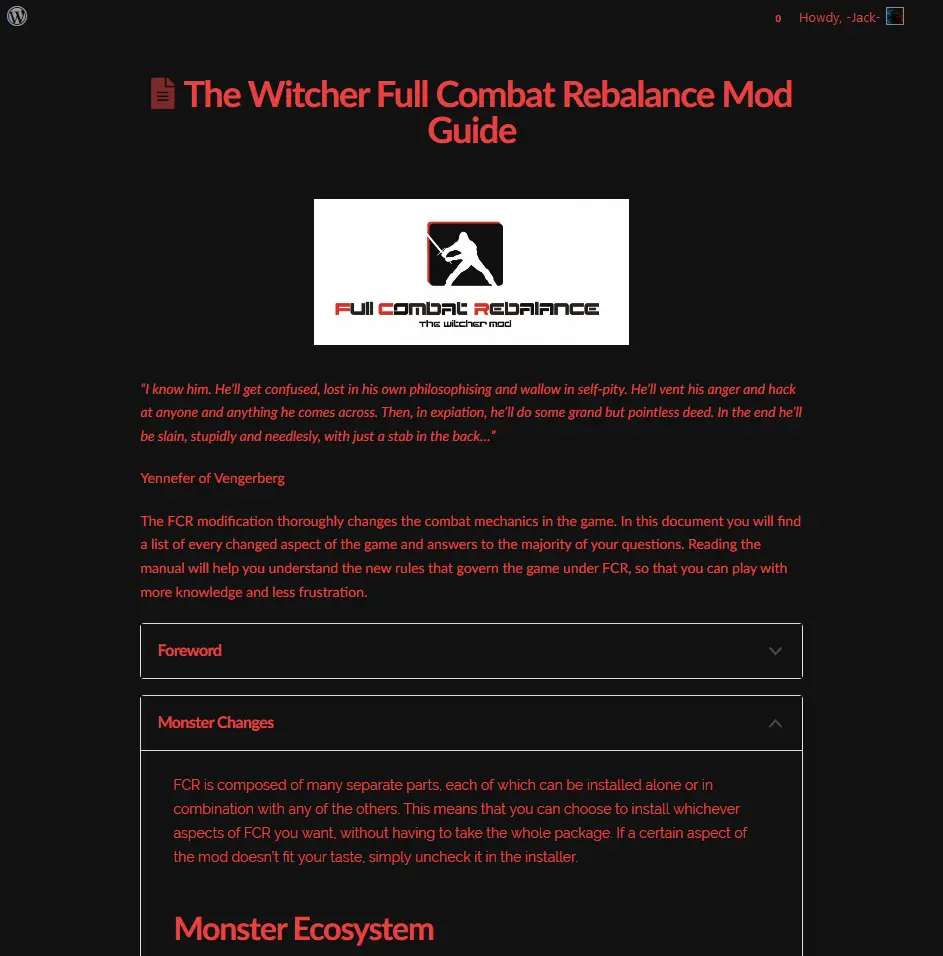 0 Howdy, -Jack-
The Witcher Full Combat Rebalance Mod
Guide
Full Combat Rebalance
The witcher mod
“I know him. He’ll get confused, lost in his own philosophising and wallow in self-pity. He’ll vent his anger and hack
at anyone and anything he comes across. Then, in expiation, he’ll do some grand but pointless deed. In the end he’ll
be slain, stupidly and needlesly, with just a stab in the back…”
Yennefer of Vengerberg
The FCR modification thoroughly changes the combat mechanics in the game. In this document you will find
a list of every changed aspect of the game and answers to the majority of your questions. Reading the
manual will help you understand the new rules that govern the game under FCR, so that you can play with
more knowledge and less frustration.
Foreword
Monster Changes
FCR is composed of many separate parts, each of which can be installed alone or in
combination with any of the others. This means that you can choose to install whichever
aspects of FCR you want, without having to take the whole package. If a certain aspect of
the mod doesn’t fit your taste, simply uncheck it in the installer.
Monster Ecosystem